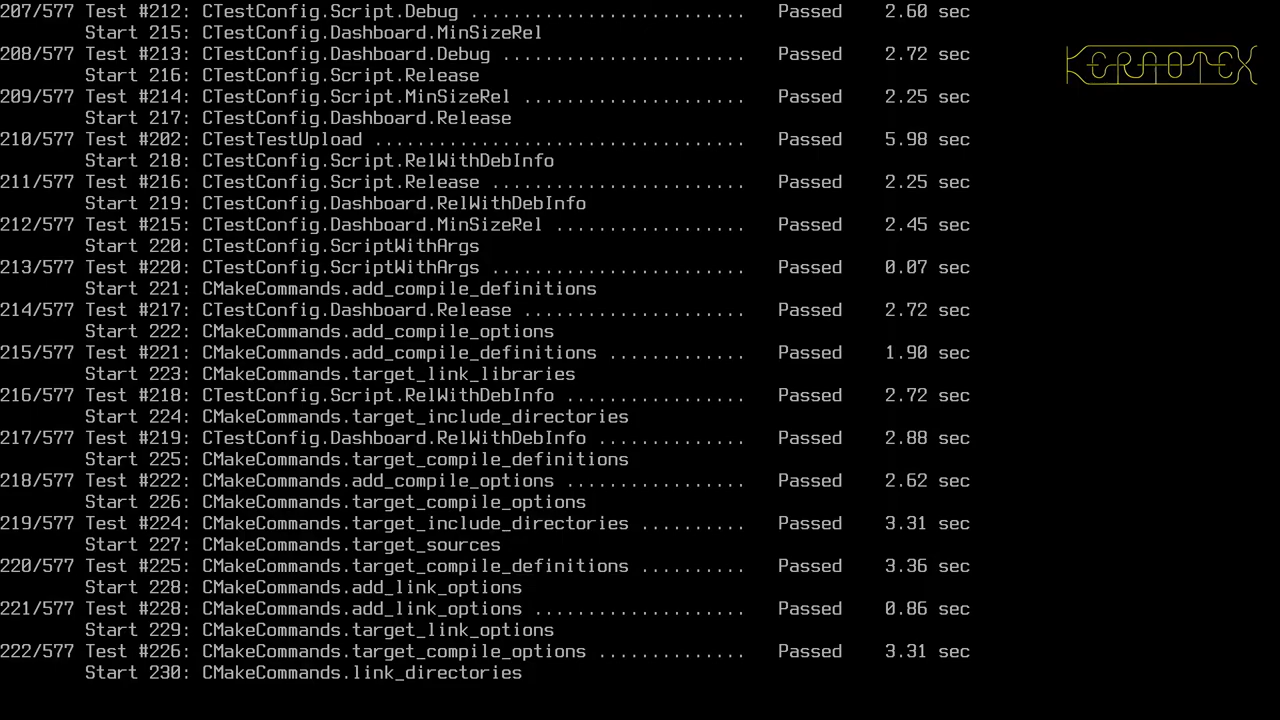 207/577 Test #212: CTestConfig.Script.Debug ..........................   Passed    2.60 sec
        Start 215: CTestConfig.Dashboard.MinSizeRel
208/577 Test #213: CTestConfig.Dashboard.Debug .......................   Passed    2.72 sec
        Start 216: CTestConfig.Script.Release
209/577 Test #214: CTestConfig.Script.MinSizeRel .....................   Passed    2.25 sec
        Start 217: CTestConfig.Dashboard.Release
210/577 Test #202: CTestTestUpload ...................................   Passed    5.98 sec
        Start 218: CTestConfig.Script.RelWithDebInfo
211/577 Test #216: CTestConfig.Script.Release ........................   Passed    2.25 sec
        Start 219: CTestConfig.Dashboard.RelWithDebInfo
212/577 Test #215: CTestConfig.Dashboard.MinSizeRel ..................   Passed    2.45 sec
        Start 220: CTestConfig.ScriptWithArgs
213/577 Test #220: CTestConfig.ScriptWithArgs ........................   Passed    0.07 sec
        Start 221: CMakeCommands.add_compile_definitions
214/577 Test #217: CTestConfig.Dashboard.Release .....................   Passed    2.72 sec
        Start 222: CMakeCommands.add_compile_options
215/577 Test #221: CMakeCommands.add_compile_definitions .............   Passed    1.90 sec
        Start 223: CMakeCommands.target_link_libraries
216/577 Test #218: CTestConfig.Script.RelWithDebInfo .................   Passed    2.72 sec
        Start 224: CMakeCommands.target_include_directories
217/577 Test #219: CTestConfig.Dashboard.RelWithDebInfo ..............   Passed    2.88 sec
        Start 225: CMakeCommands.target_compile_definitions
218/577 Test #222: CMakeCommands.add_compile_options .................   Passed    2.62 sec
        Start 226: CMakeCommands.target_compile_options
219/577 Test #224: CMakeCommands.target_include_directories ..........   Passed    3.31 sec
        Start 227: CMakeCommands.target_sources
220/577 Test #225: CMakeCommands.target_compile_definitions ..........   Passed    3.36 sec
        Start 228: CMakeCommands.add_link_options
221/577 Test #228: CMakeCommands.add_link_options ....................   Passed    0.86 sec
        Start 229: CMakeCommands.target_link_options
222/577 Test #226: CMakeCommands.target_compile_options ..............   Passed    3.31 sec
        Start 230: CMakeCommands.link_directories